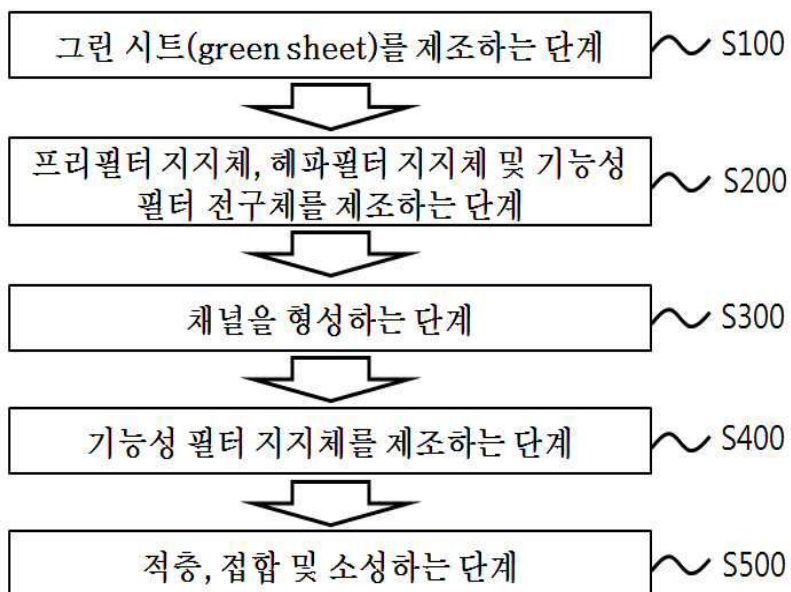 그린 시트(green sheet)를 제조하는 단계 S100
프리필터 지지체, 헤파필터 지지체 및 기능성
필터 전구체를 제조하는 단계 S200
채널을 형성하는 단계 S300
기능성 필터 지지체를 제조하는 단계 S400
적층, 접합 및 소성하는 단계 S500